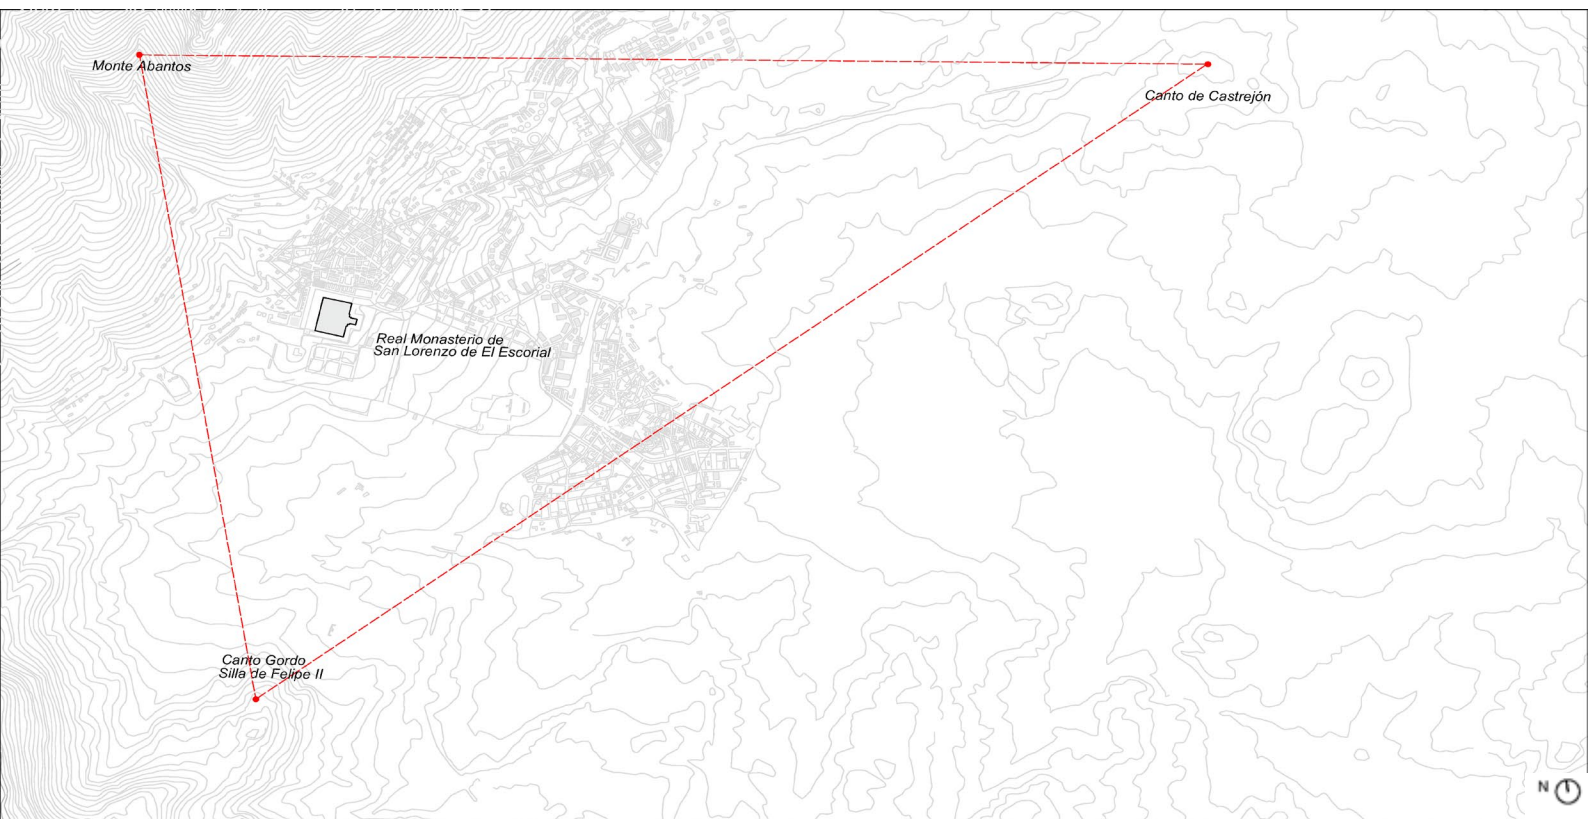 Monte Abantos
Canto de Castrejón
Real Monasterio de
San Lorenzo de El Escorial
Canto Gordo
Silla de Felipe II
N